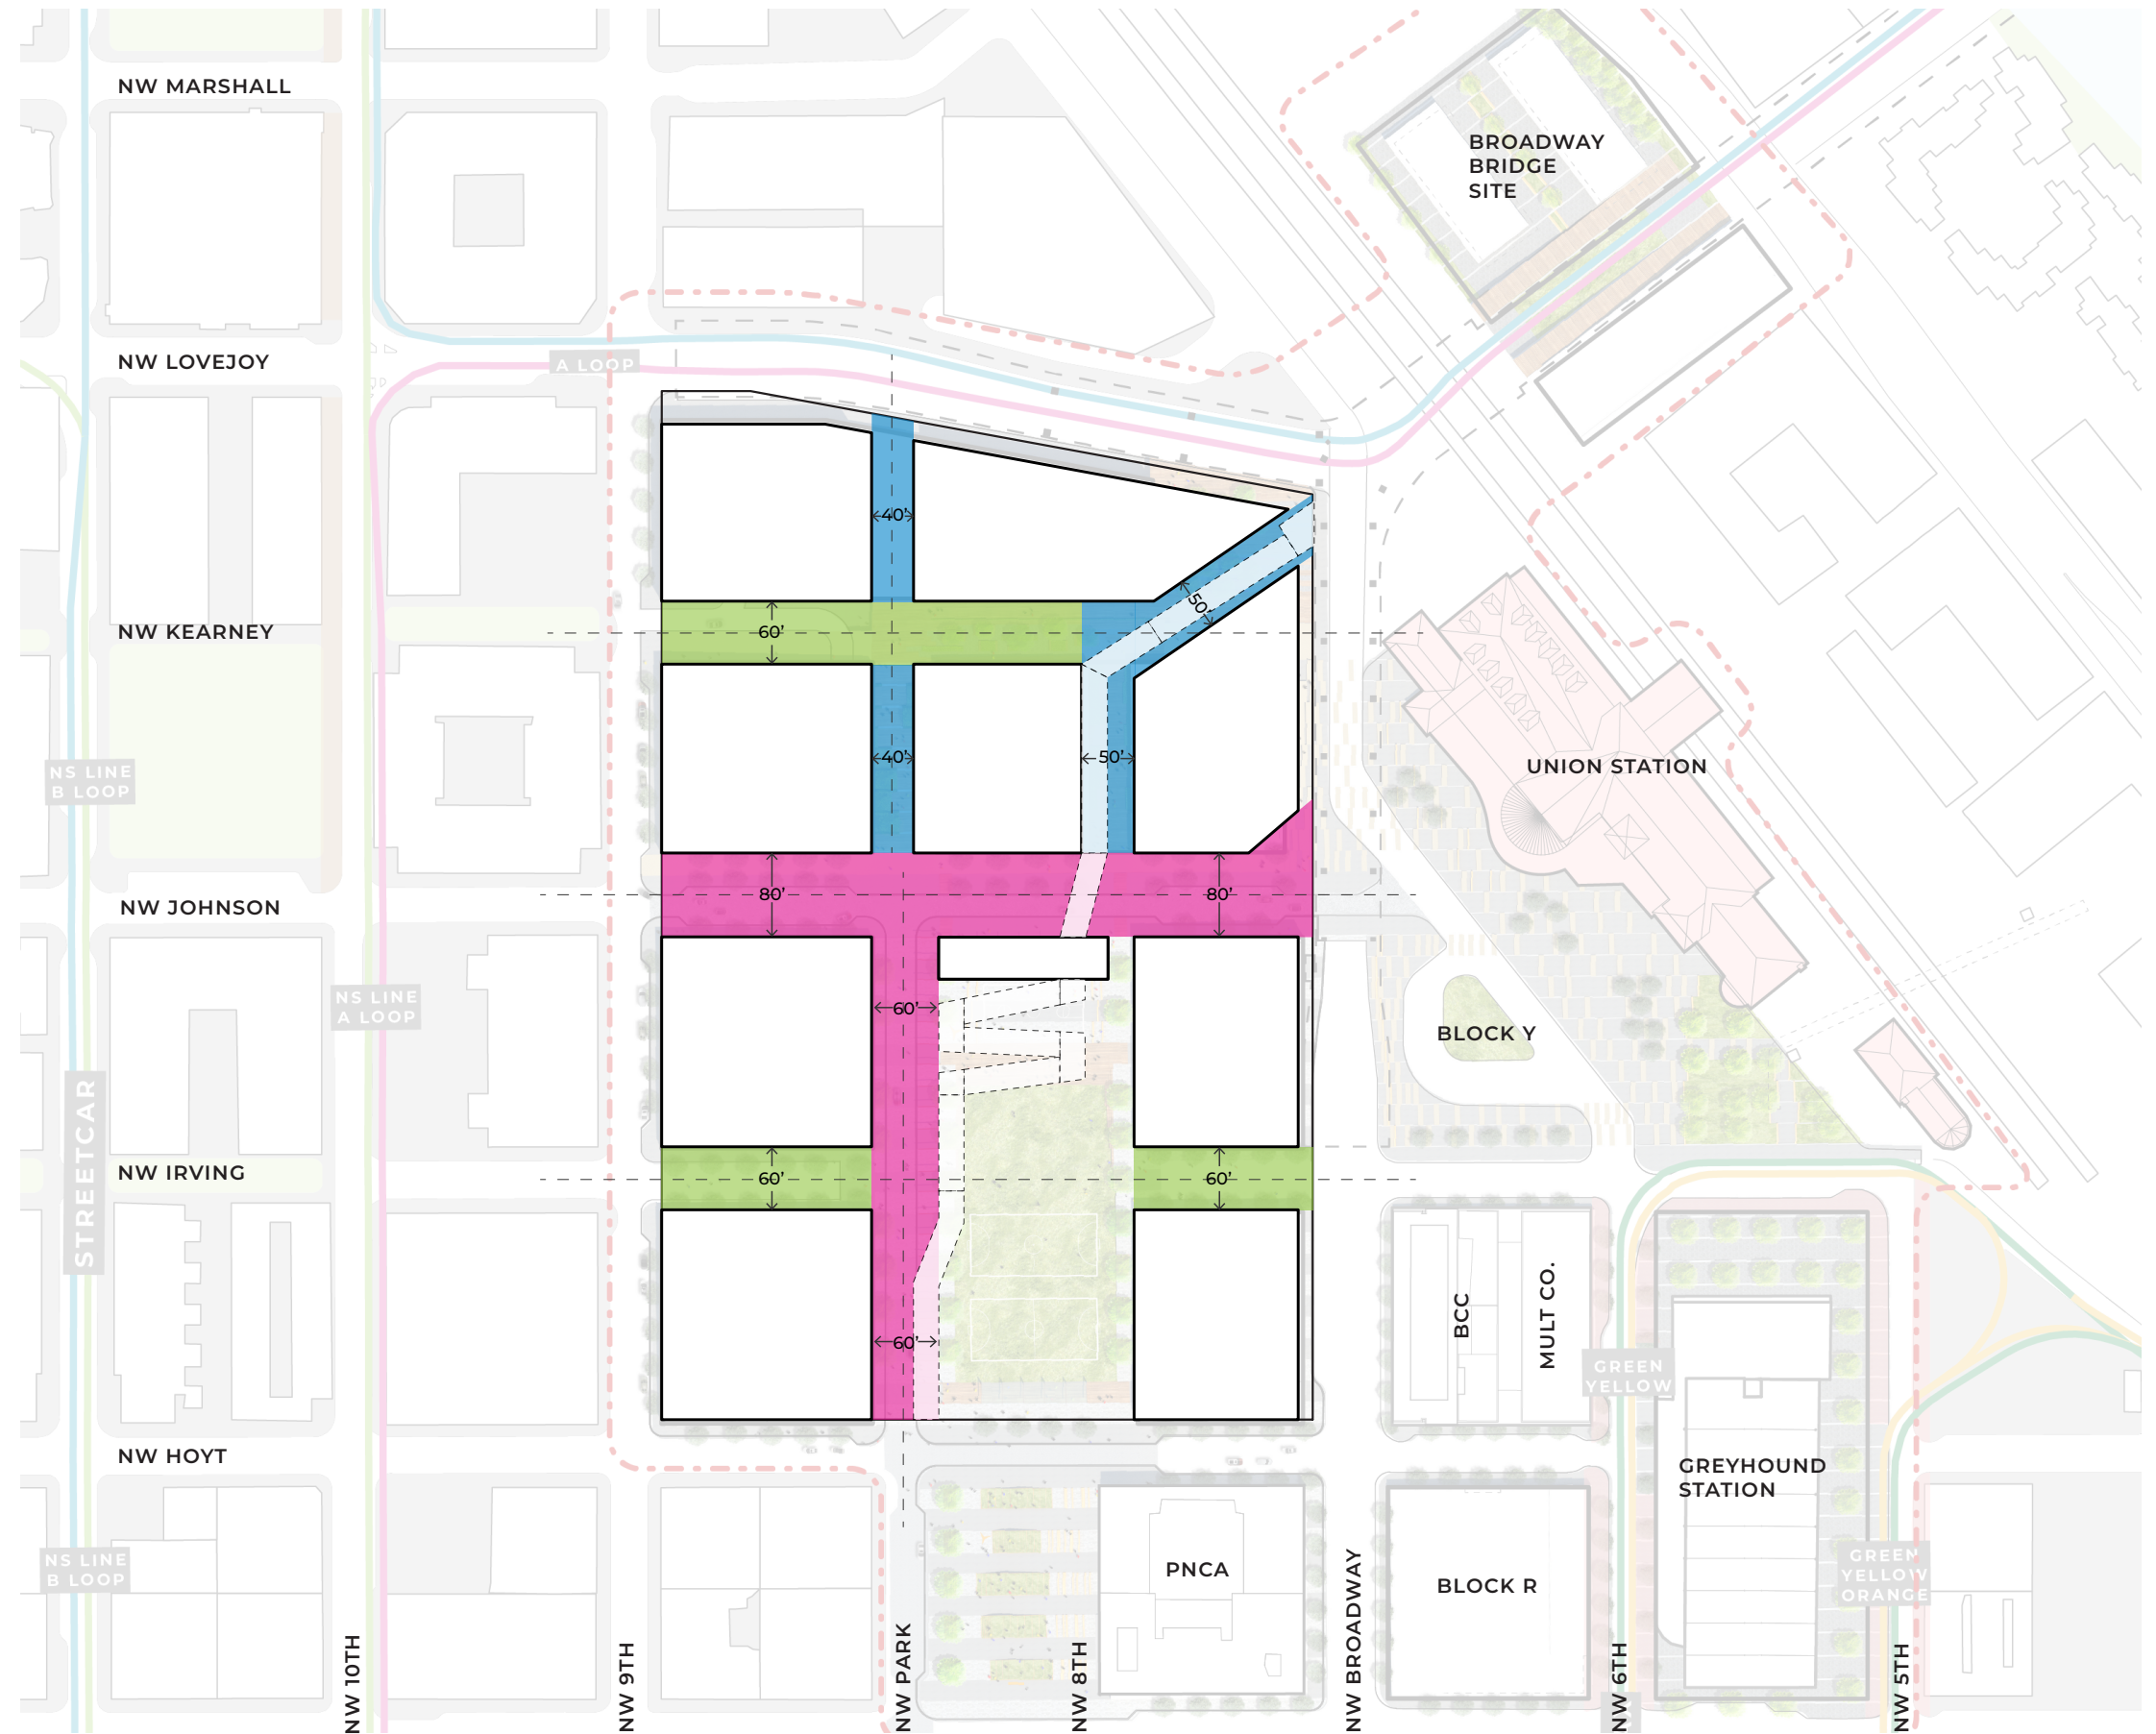 NW MARSHALL
BROADWAY
BRIDGE
SITE
NW LOVEJOY
A LOOP
40'
50'
NW KEARNEY
60'
NS LINE
B LOOP
40'
50'
UNION STATION
80'
80'
NW JOHNSON
NS LINE
A LOOP
60'
BLOCK Y
STREETCAR
NW IRVING
60'
60'
BCC
MULT CO.
60'
GREEN
YELLOW
NW HOYT
GREYHOUND
STATION
NS LINE
B LOOP
PNCA
BLOCK R
GREEN
YELLOW
ORANGE
NW 10TH
NW 9TH
NW PARK
NW 8TH
NW BROADWAY
NW 6TH
NW 5TH